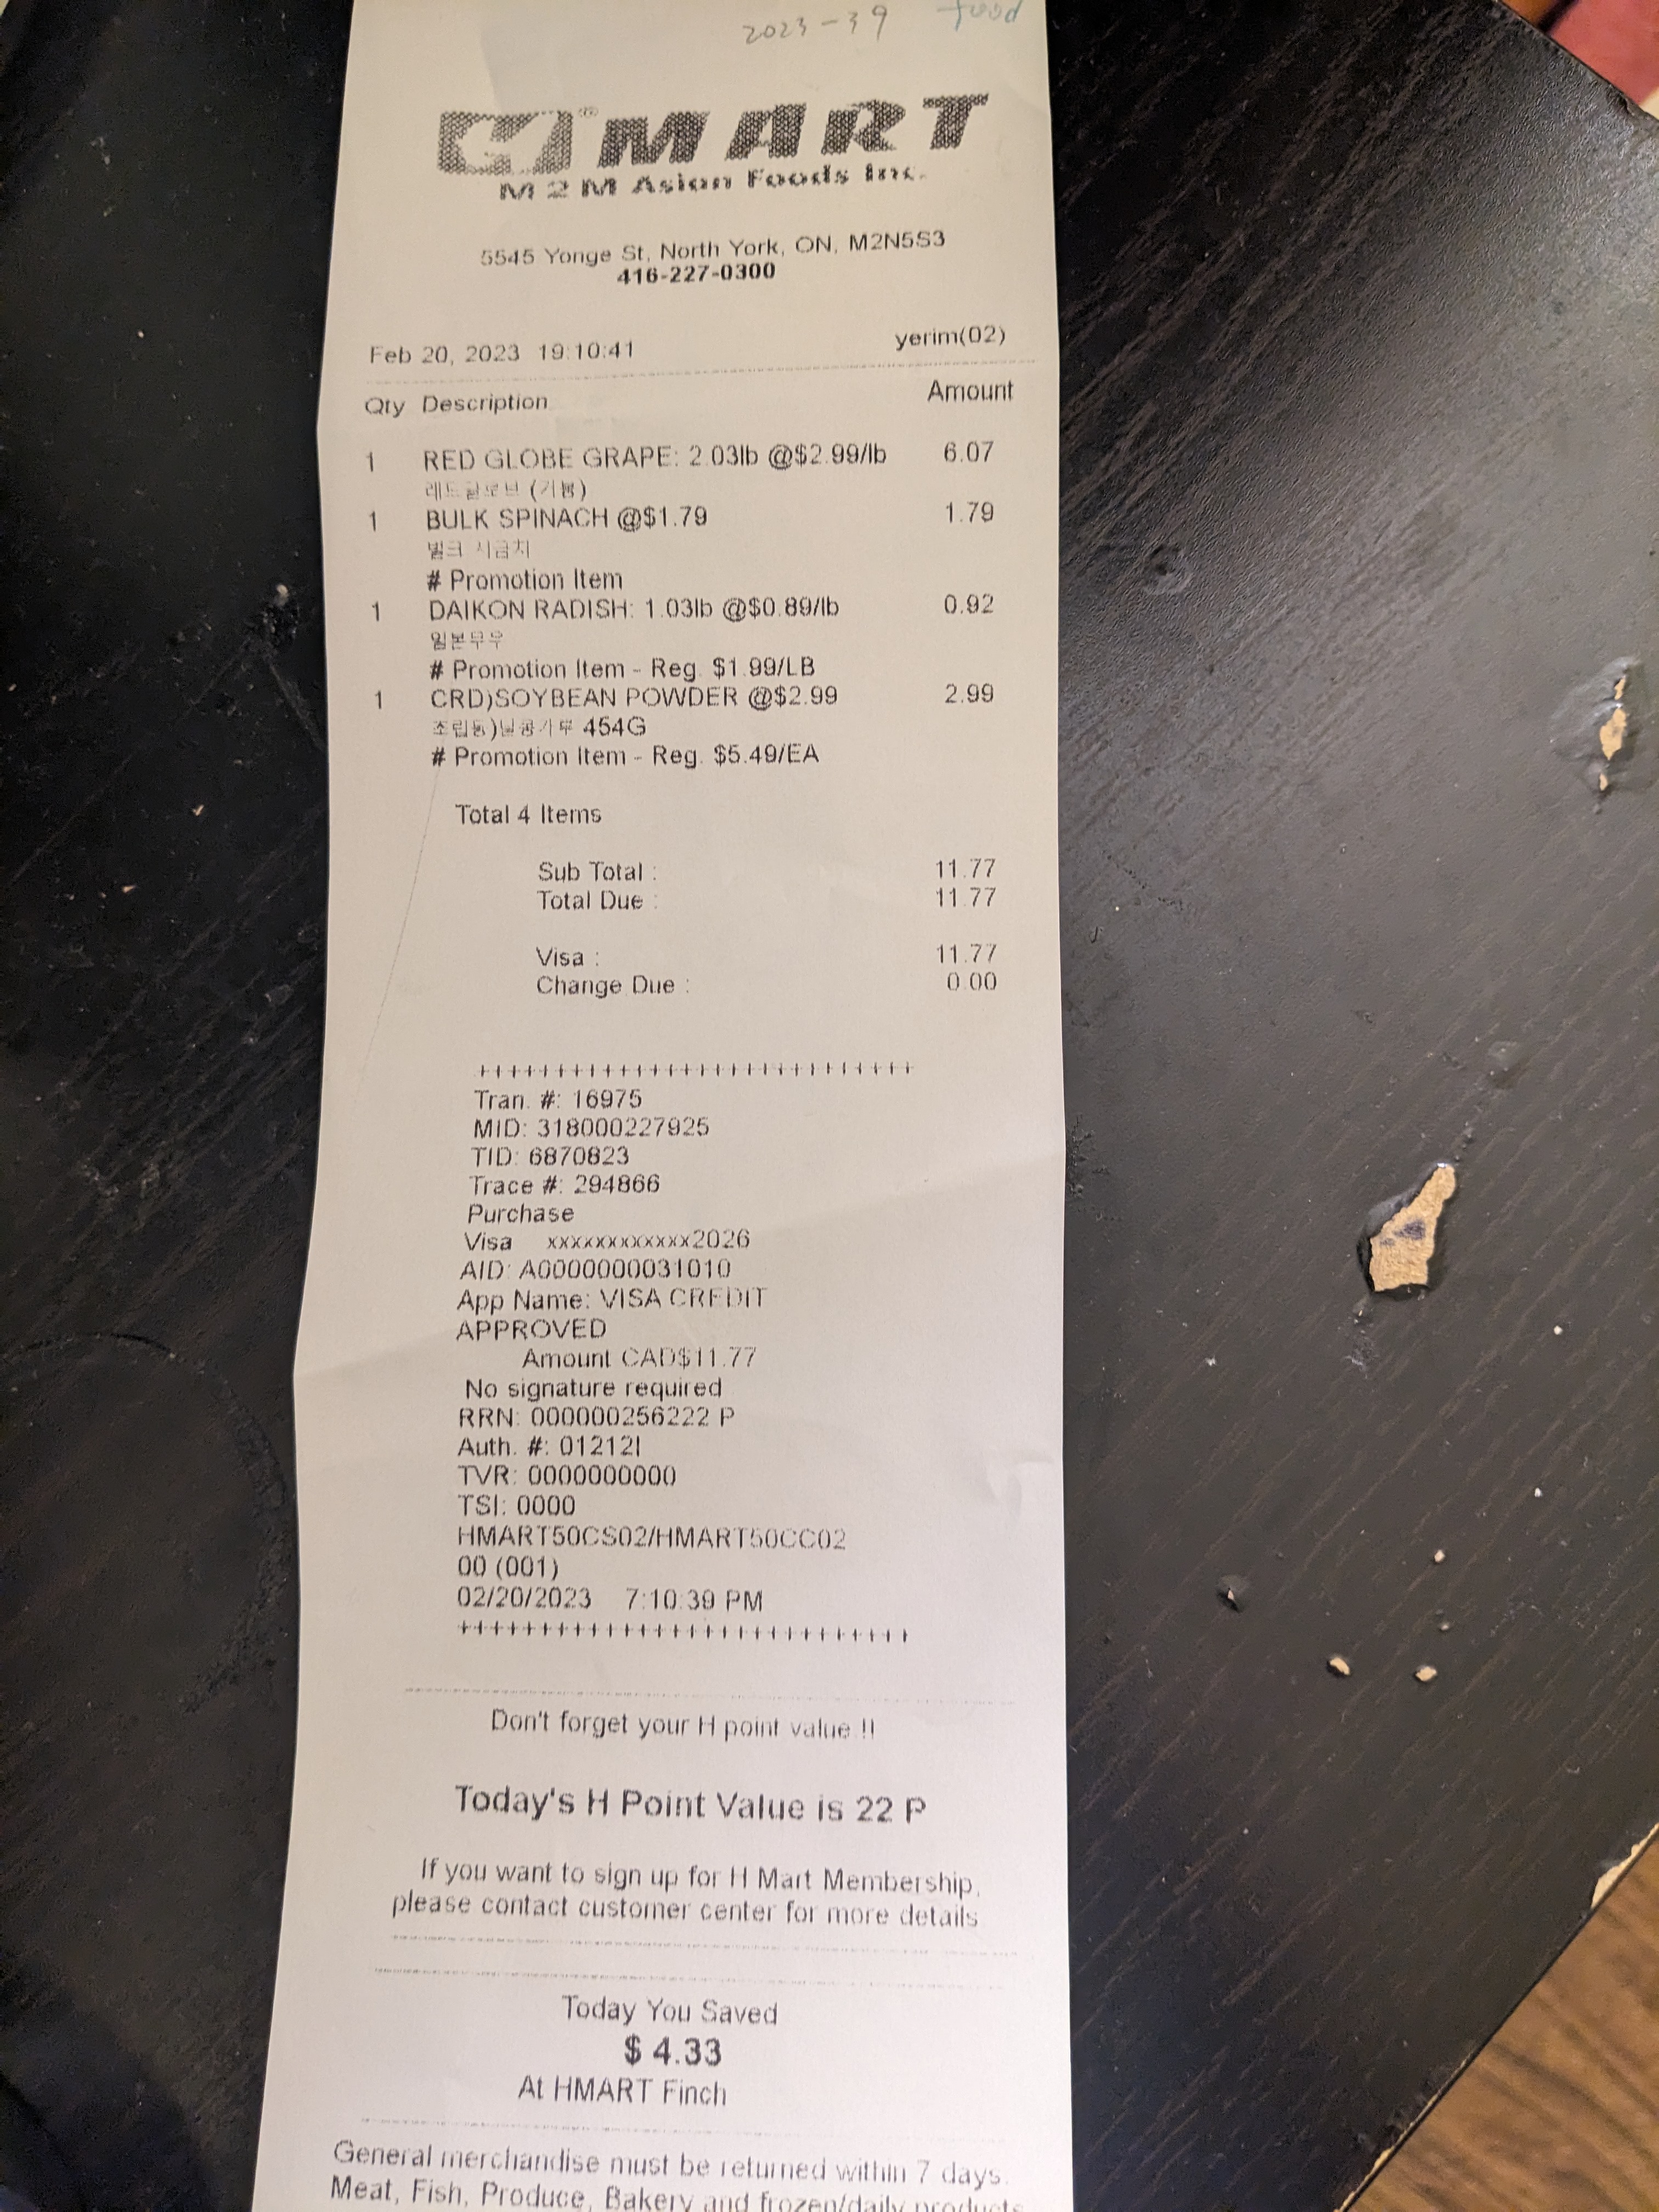 2023-39 food
H MART
M 2 M Asian Foods Inc.
5545 Yonge St, North York, ON, M2N5S3
416-227-0300
Feb 20, 2023 19:10:41 yerim(02)
Qty Description Amount
1 RED GLOBE GRAPE: 2.03lb @$2.99/lb 6.07
레드글로브 (기봉)
1 BULK SPINACH @$1.79 1.79
벌크 시금치
# Promotion Item
1 DAIKON RADISH: 1.03lb @$0.89/lb 0.92
일본무우
# Promotion Item - Reg. $1.99/LB
1 CRD)SOYBEAN POWDER @$2.99 2.99
조립동)날콩가루 454G
# Promotion Item - Reg. $5.49/EA
Total 4 Items
Sub Total : 11.77
Total Due : 11.77
Visa : 11.77
Change Due : 0.00
+++++++++++++++++++++++++++
Tran. #: 16975
MID: 318000227925
TID: 6870823
Trace #: 294866
Purchase
Visa xxxxxxxxxxxx2026
AID: A0000000031010
App Name: VISA CREDIT
APPROVED
Amount CAD$11.77
No signature required
RRN: 000000256222 P
Auth. #: 01212I
TVR: 0000000000
TSI: 0000
HMART50CS02/HMART50CC02
00 (001)
02/20/2023 7:10:39 PM
++++++++++++++++++++++++++++
Don't forget your H point value !!
Today's H Point Value is 22 P
If you want to sign up for H Mart Membership,
please contact customer center for more details
Today You Saved
$ 4.33
At HMART Finch
General merchandise must be returned within 7 days.
Meat, Fish, Produce, Bakery and frozen/daily products